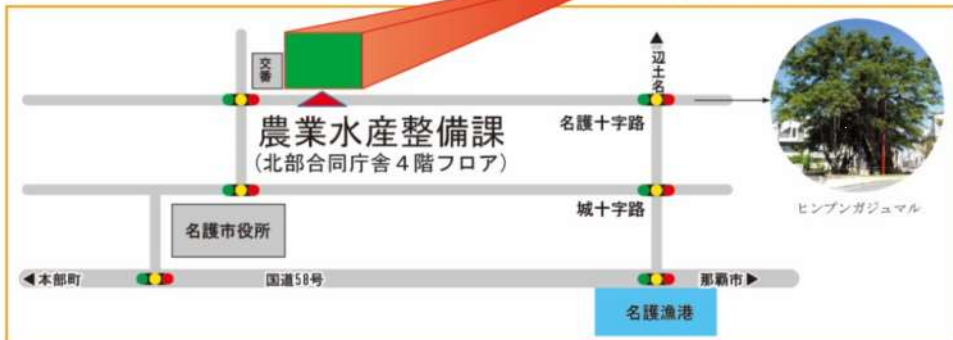 交番
▲辺土名
農業水産整備課
(北部合同庁舎4階フロア)
名護十字路
ヒンプンガジュマル
城十字路
名護市役所
◀本部町
国道58号
那覇市▶
名護漁港